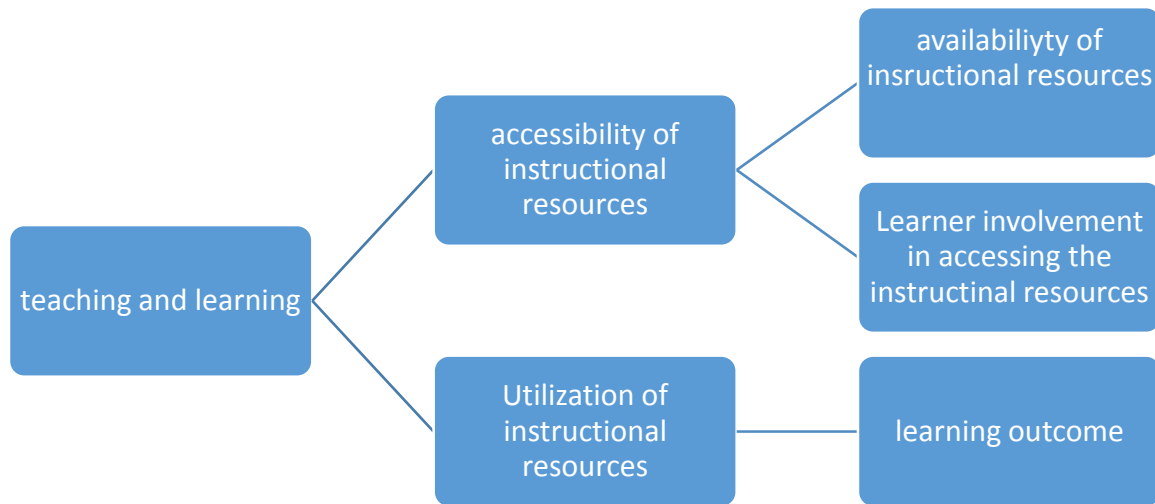 teaching and learning
accessibility of
instructional
resources
availabiliyty of
insructional resources
Learner involvement
in accessing the
instructinal resources
Utilization of
instructional
resources
learning outcome